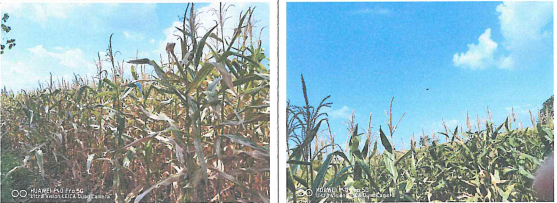 HUAWEI P40 Pro 5G
Ultra Vision LEICA Quad Camera
HUAWEI P40 Pro 5G
Ultra Vision LEICA Quad Camera